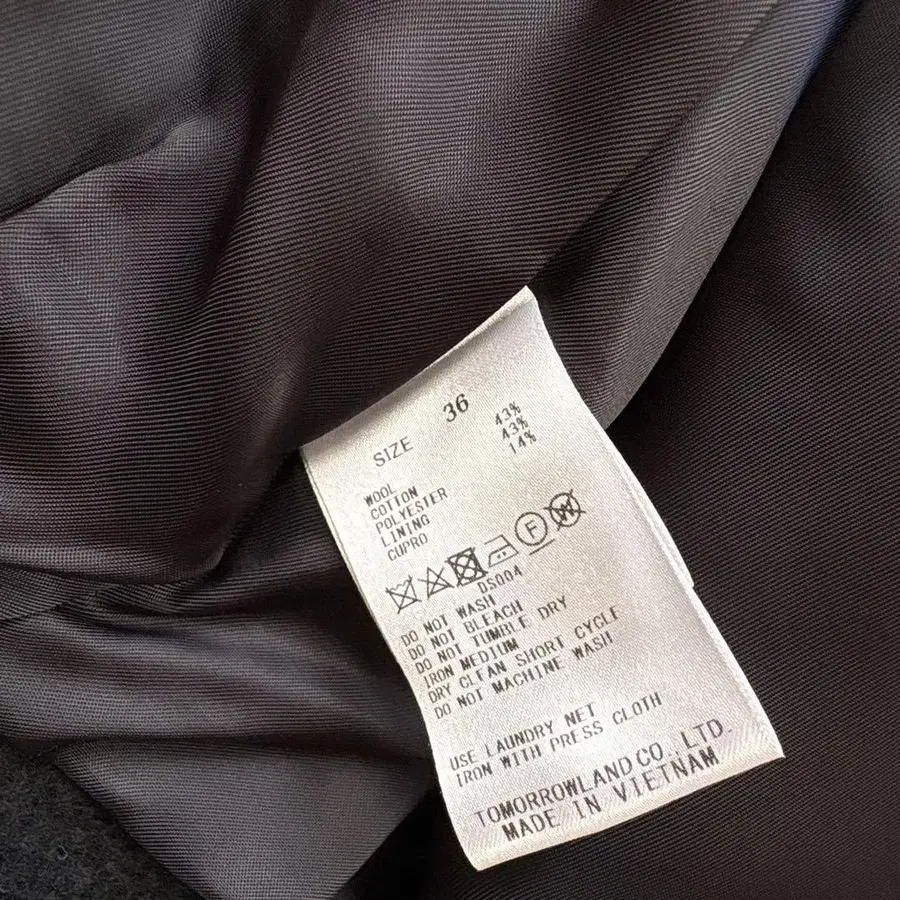 SIZE 36
WOOL 43%
COTTON 43%
POLYESTER 14%
LINING
CUPRO
F W
DS004
DO NOT WASH
DO NOT BLEACH
DO NOT TUMBLE DRY
IRON MEDIUM
DRY CLEAN SHORT CYCLE
DO NOT MACHINE WASH
USE LAUNDRY NET
IRON WITH PRESS CLOTH
TOMORROWLAND CO.,LTD.
MADE IN VIETNAM